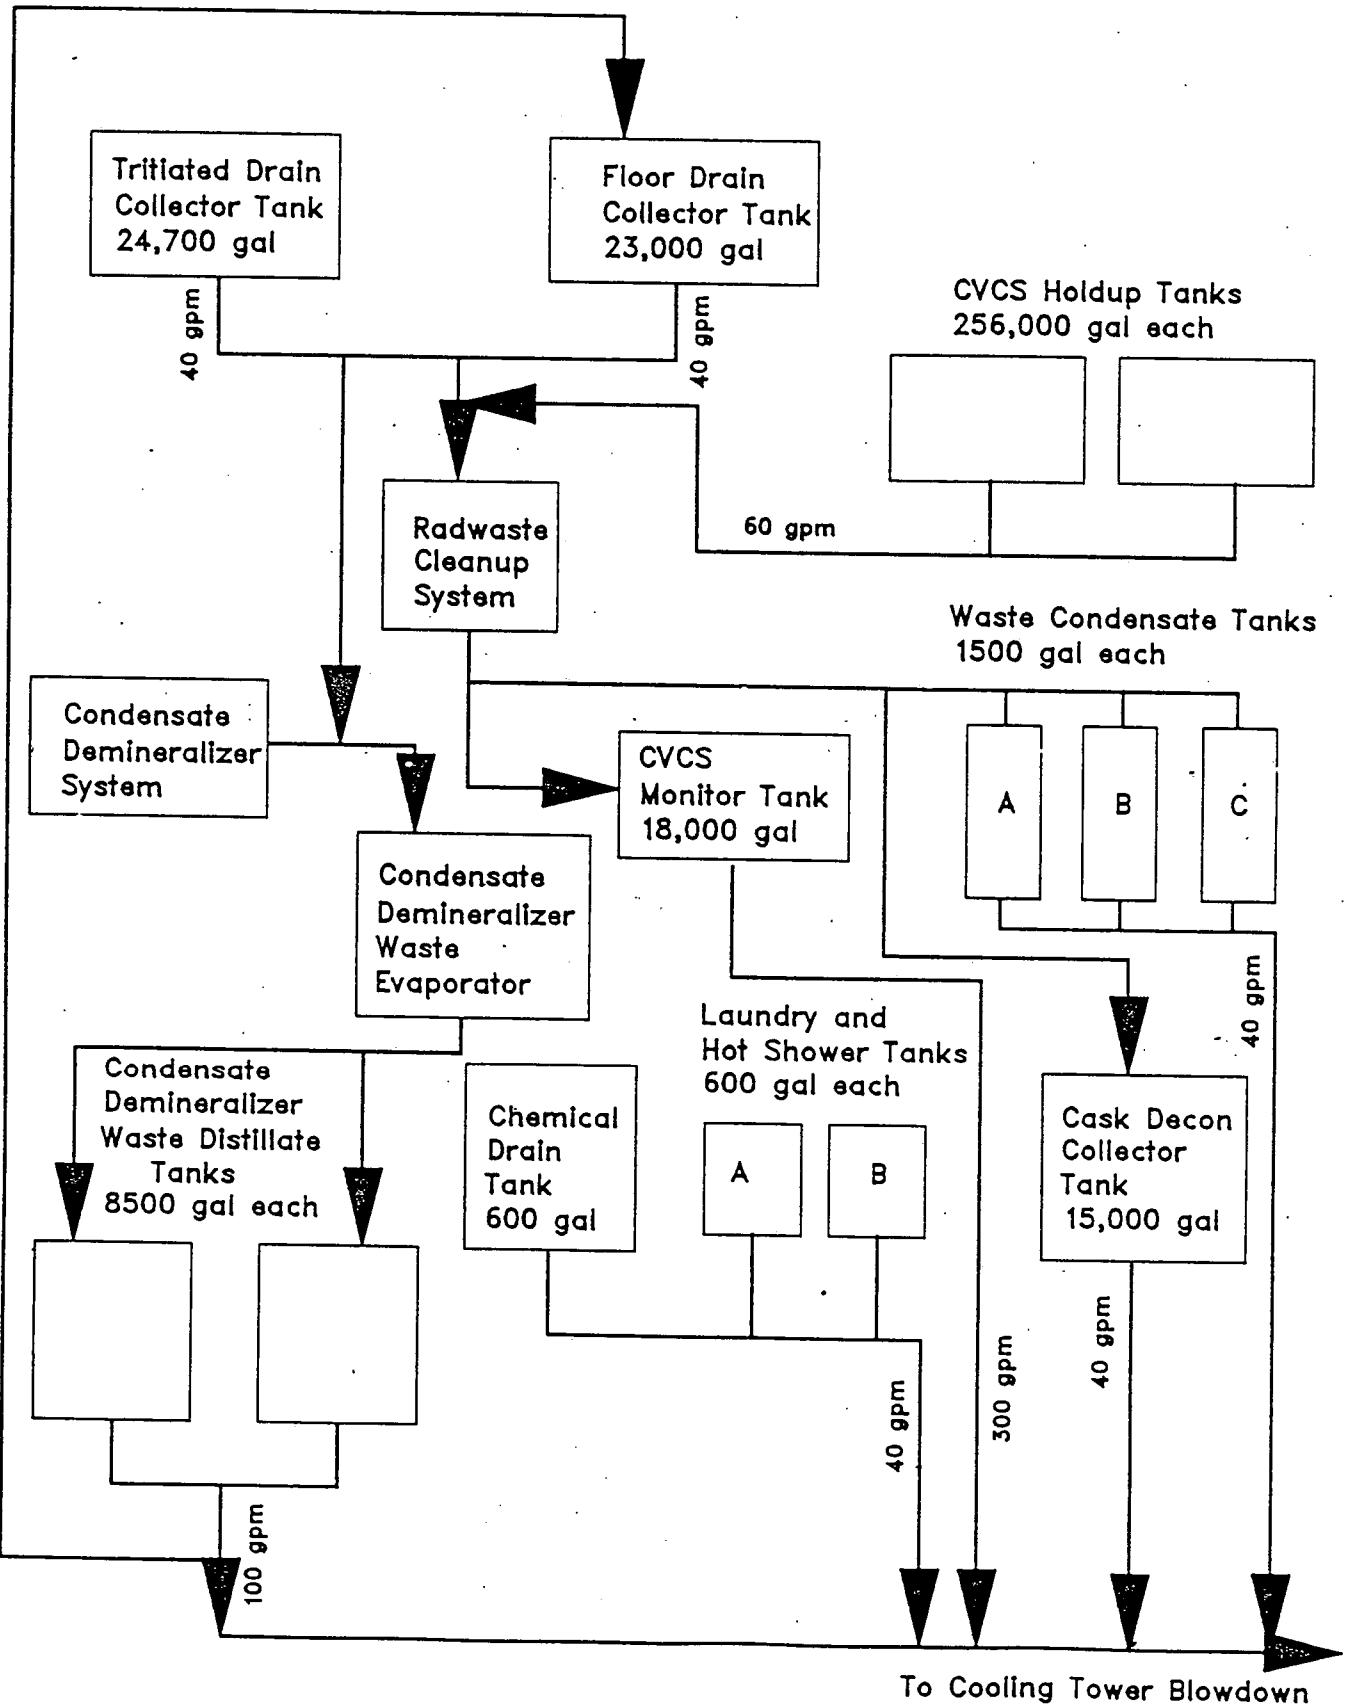 Tritiated Drain
Collector Tank
24,700 gal
Floor Drain
Collector Tank
23,000 gal
40 gpm
40 gpm
CVCS Holdup Tanks
256,000 gal each
60 gpm
Radwaste
Cleanup
System
Waste Condensate Tanks
1500 gal each
Condensate
Demineralizer
System
CVCS
Monitor Tank
18,000 gal
A
B
C
Condensate
Demineralizer
Waste
Evaporator
40 gpm
Laundry and
Hot Shower Tanks
600 gal each
Condensate
Demineralizer
Waste Distillate
Tanks
8500 gal each
Chemical
Drain
Tank
600 gal
A
B
Cask Decon
Collector
Tank
15,000 gal
40 gpm
300 gpm
40 gpm
100 gpm
To Cooling Tower Blowdown